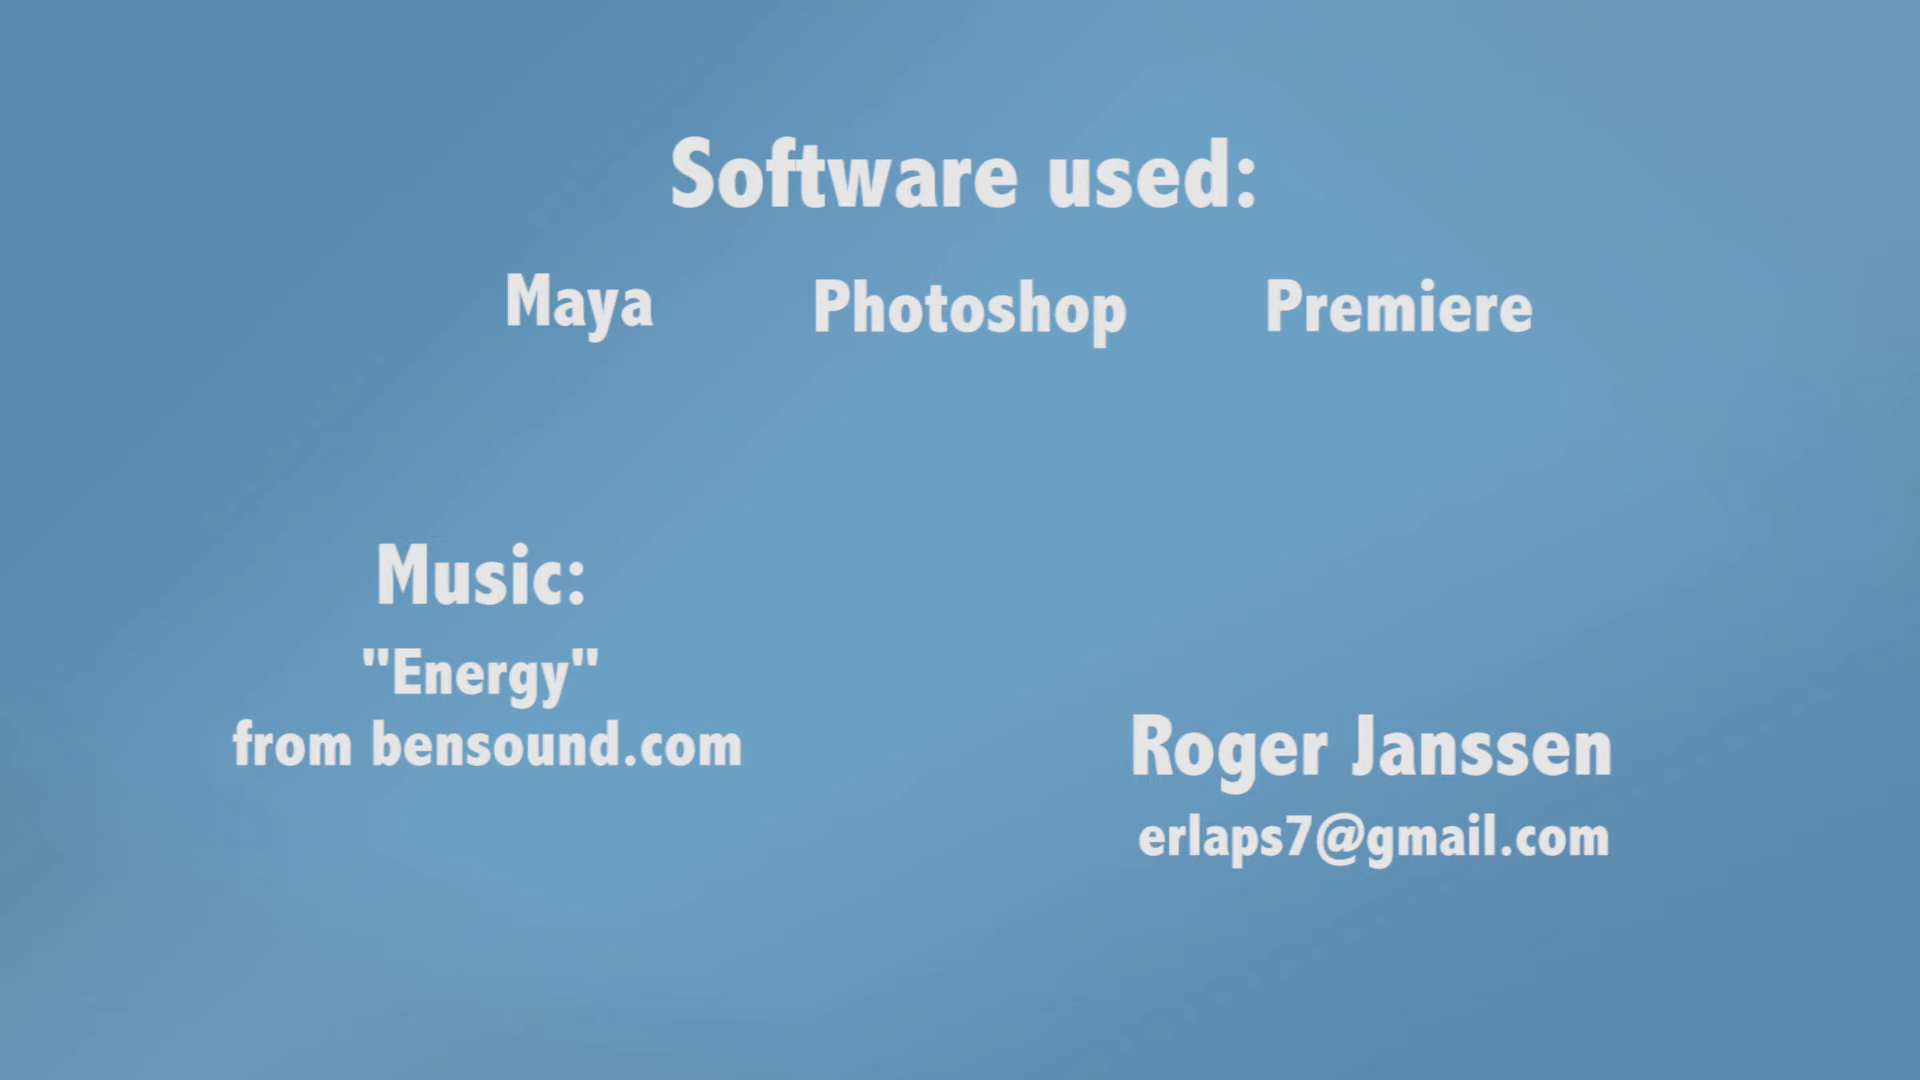 Software used:
Maya Photoshop Premiere
Music:
"Energy"
from bensound.com
Roger Janssen
erlaps7@gmail.com